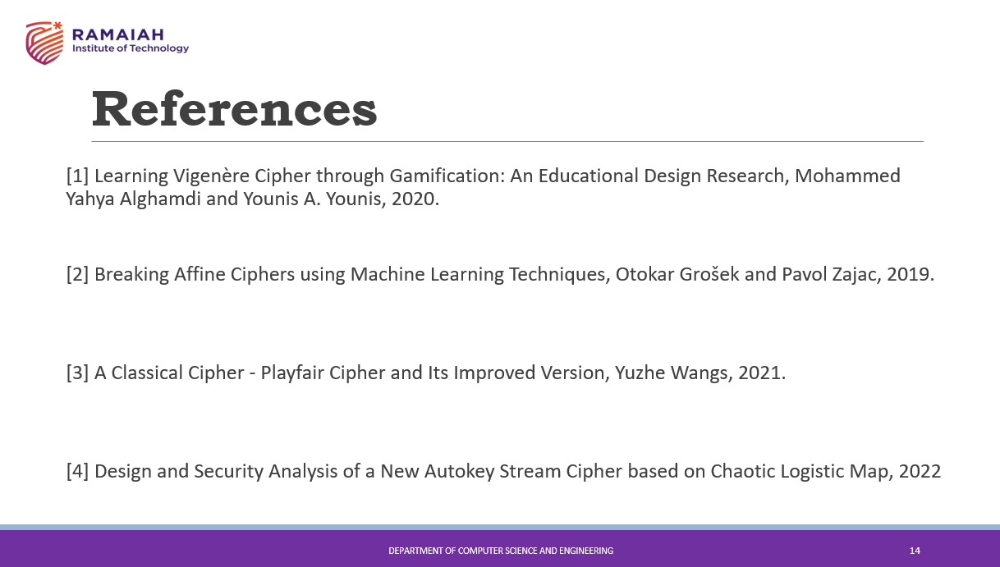 RAMAIAH
Institute of Technology
References
[1] Learning Vigenère Cipher through Gamification: An Educational Design Research, Mohammed
Yahya Alghamdi and Younis A. Younis, 2020.
[2] Breaking Affine Ciphers using Machine Learning Techniques, Otokar Grošek and Pavol Zajac, 2019.
[3] A Classical Cipher - Playfair Cipher and Its Improved Version, Yuzhe Wangs, 2021.
[4] Design and Security Analysis of a New Autokey Stream Cipher based on Chaotic Logistic Map, 2022
DEPARTMENT OF COMPUTER SCIENCE AND ENGINEERING
14